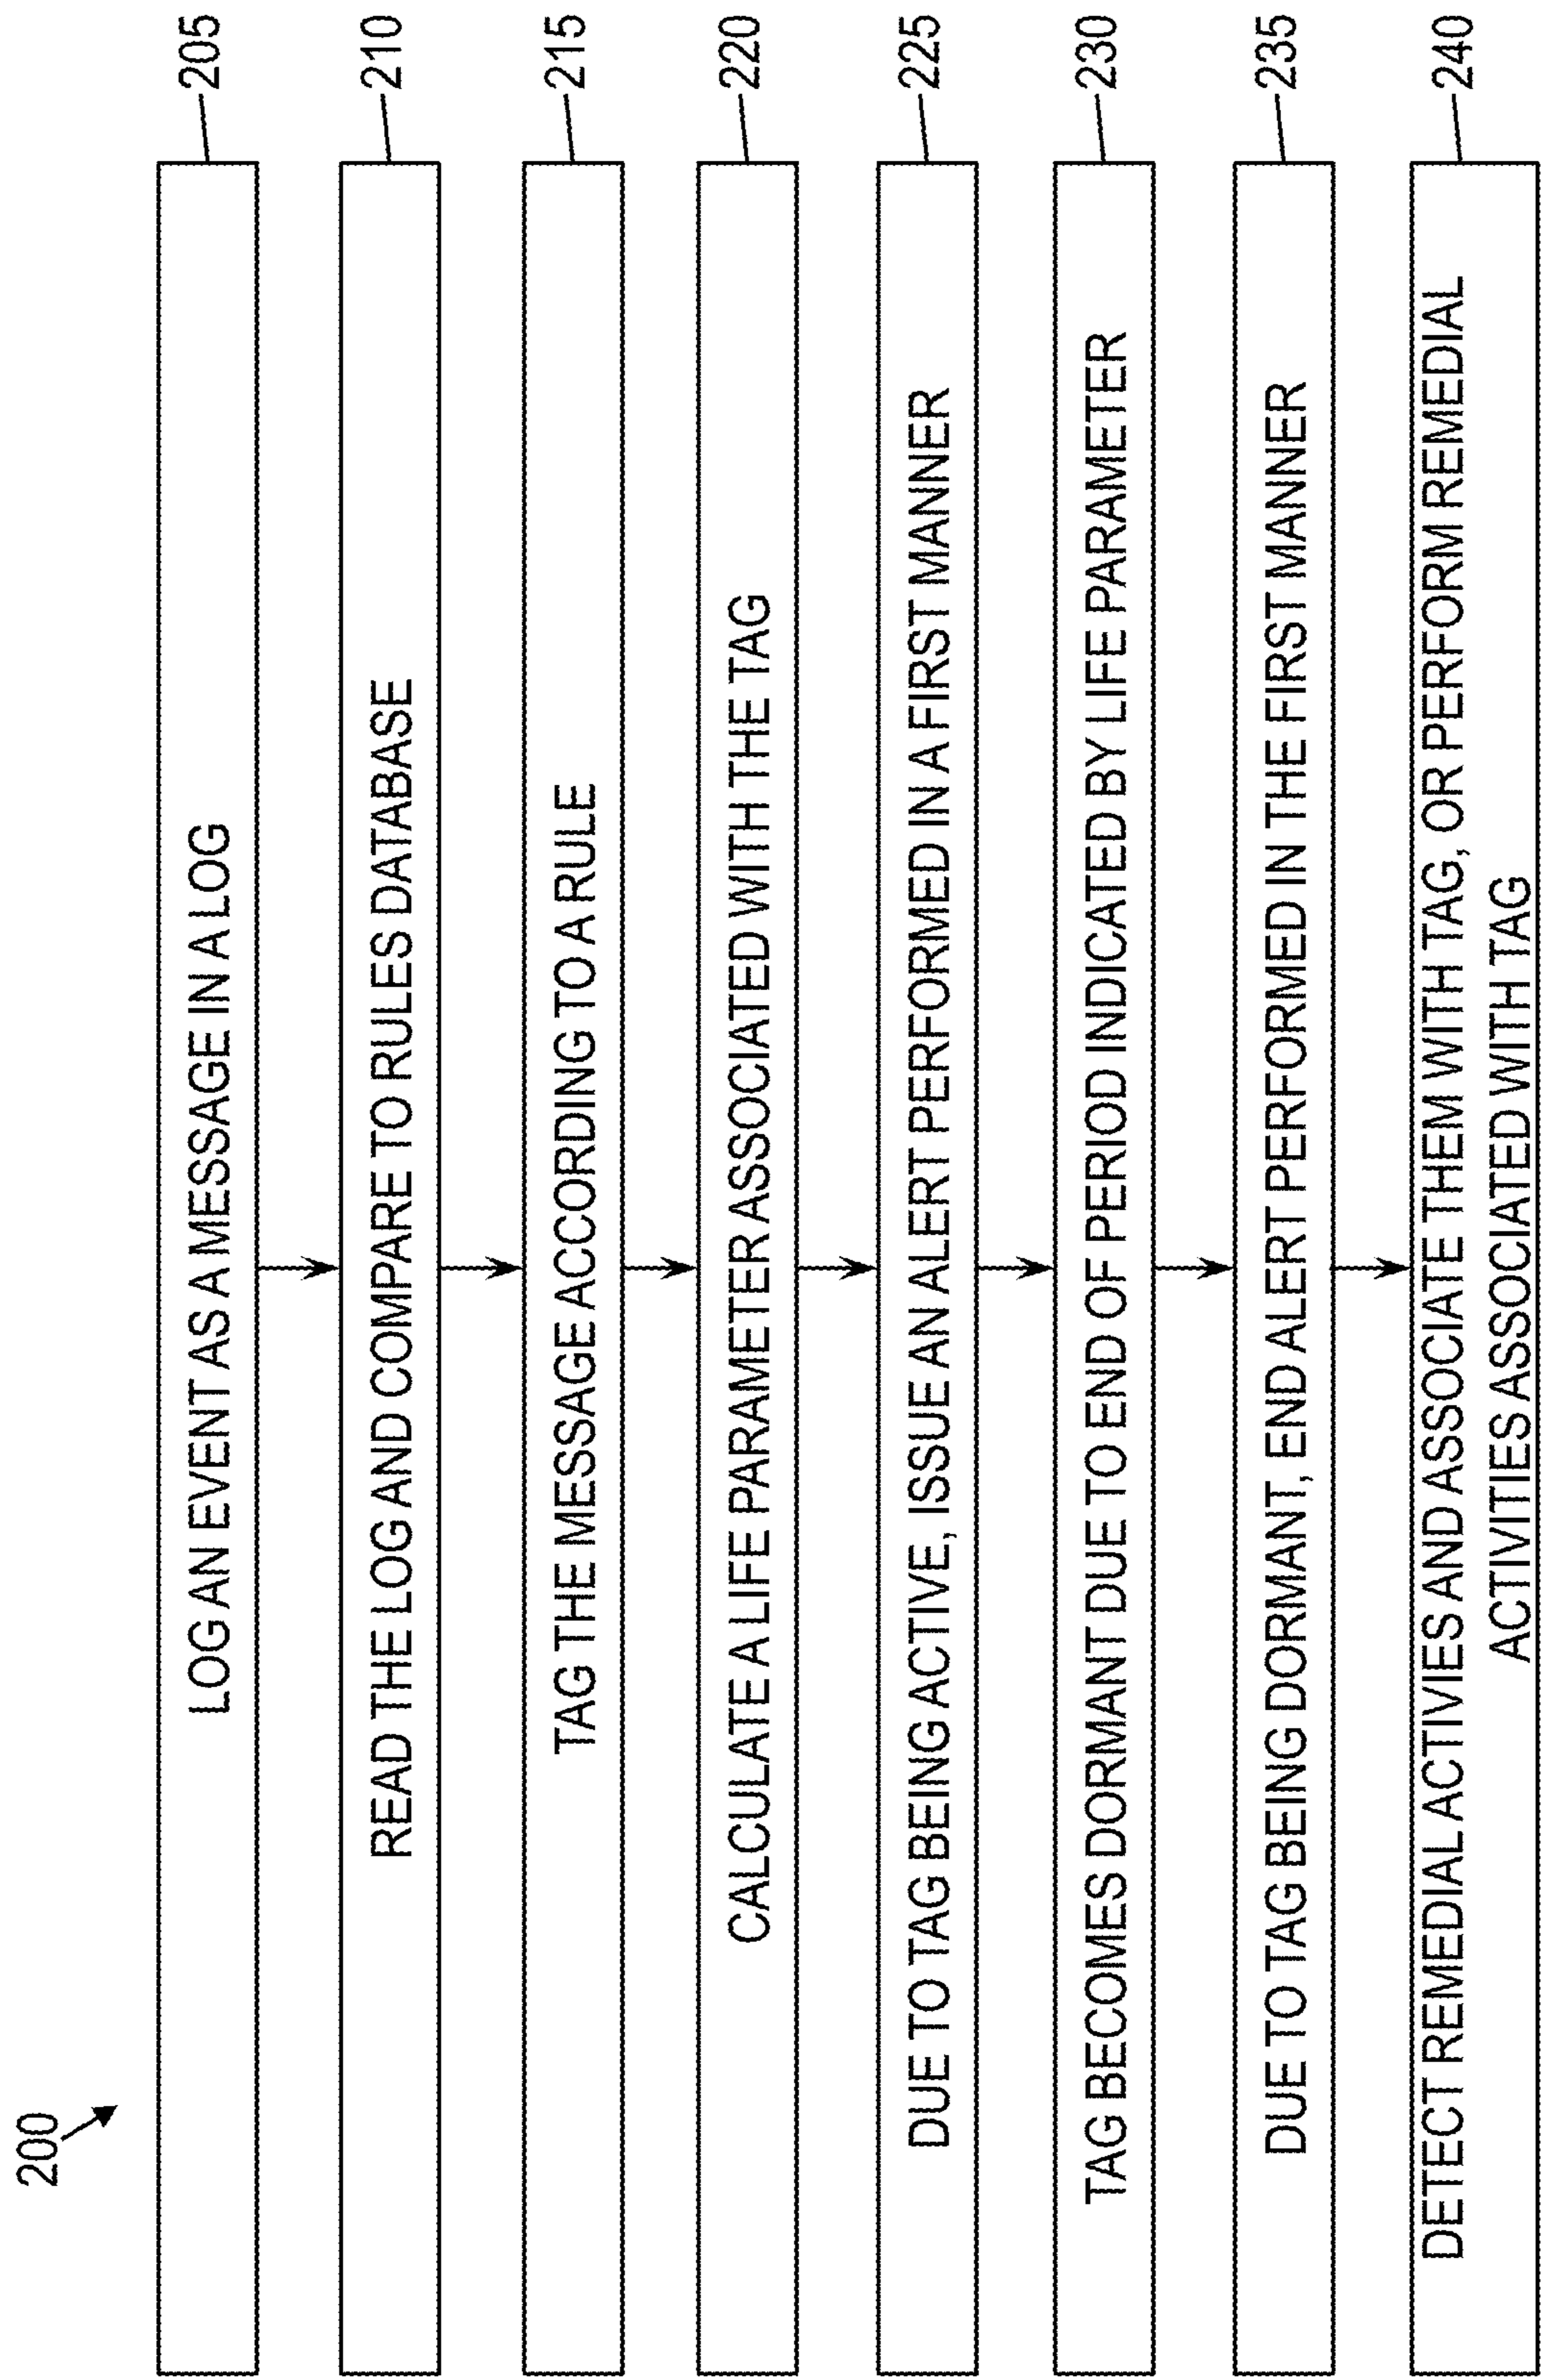 200
LOG AN EVENT AS A MESSAGE IN A LOG
205
READ THE LOG AND COMPARE TO RULES DATABASE
210
TAG THE MESSAGE ACCORDING TO A RULE
215
CALCULATE A LIFE PARAMETER ASSOCIATED WITH THE TAG
220
DUE TO TAG BEING ACTIVE, ISSUE AN ALERT PERFORMED IN A FIRST MANNER
225
TAG BECOMES DORMANT DUE TO END OF PERIOD INDICATED BY LIFE PARAMETER
230
DUE TO TAG BEING DORMANT, END ALERT PERFORMED IN THE FIRST MANNER
235
DETECT REMEDIAL ACTIVIES AND ASSOCIATE THEM WITH TAG, OR PERFORM REMEDIAL
ACTIVITIES ASSOCIATED WITH TAG
240